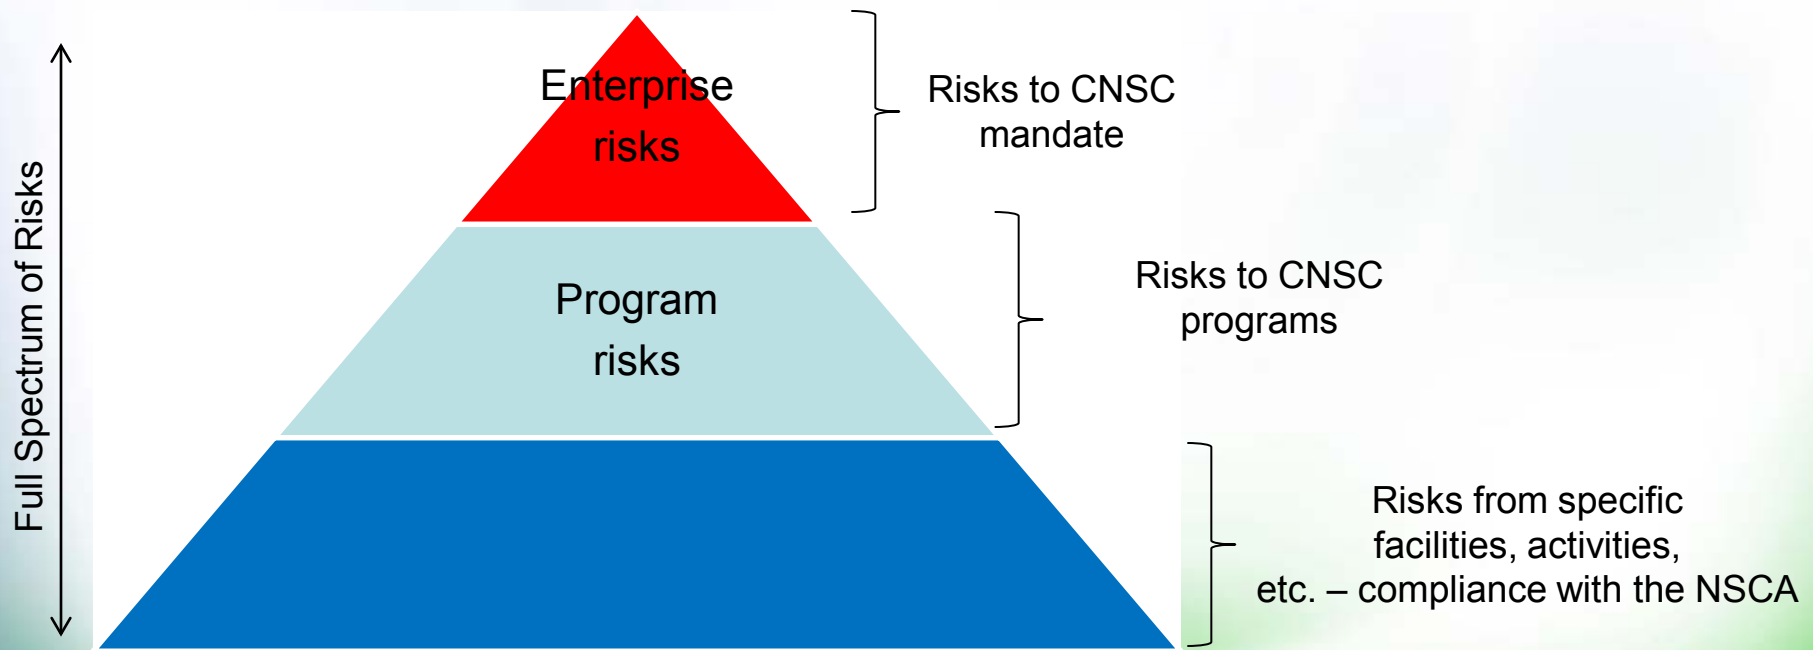 Full Spectrum of Risks
Enterprise
risks
Risks to CNSC
mandate
Program
risks
Risks to CNSC
programs
Risks from specific
facilities, activities,
etc. – compliance with the NSCA